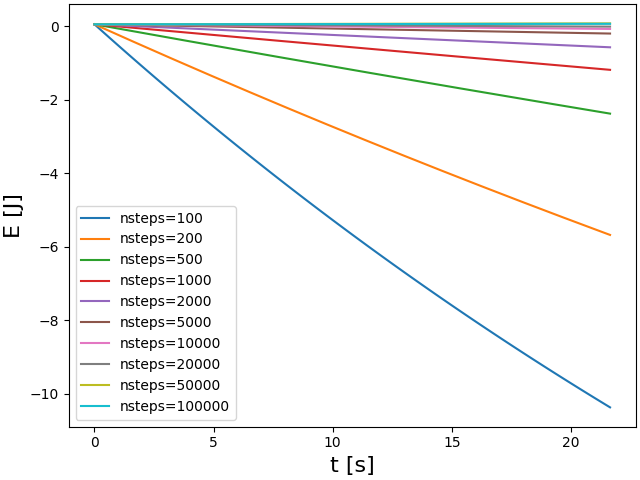 0
−2
−4
−6
−8
−10
E [J]
nsteps=100
nsteps=200
nsteps=500
nsteps=1000
nsteps=2000
nsteps=5000
nsteps=10000
nsteps=20000
nsteps=50000
nsteps=100000
0 5 10 15 20
t [s]